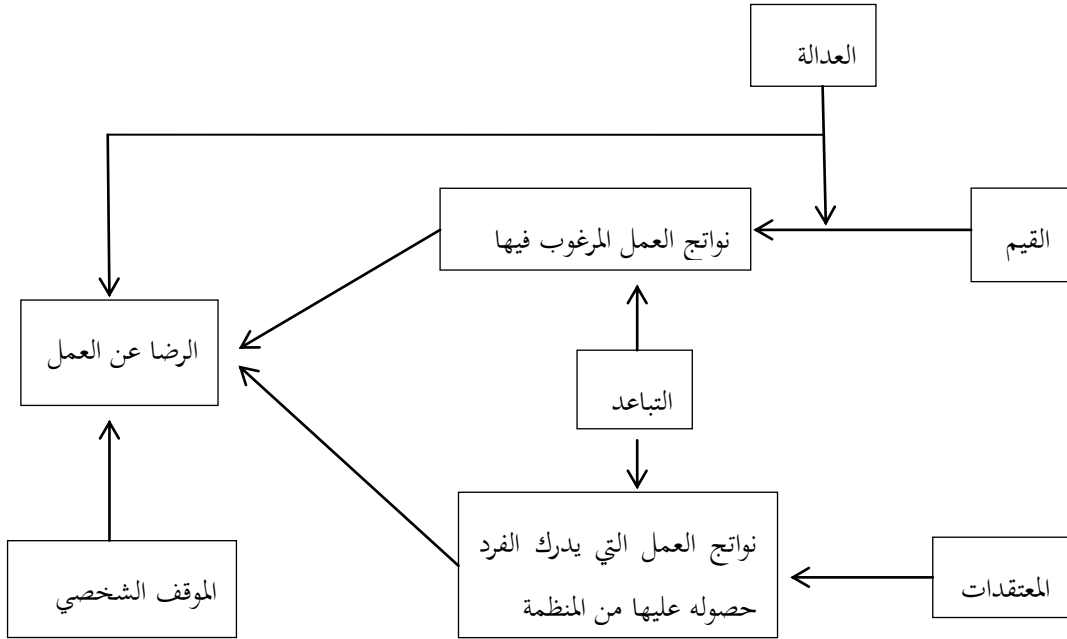 العدالة
القيم
نواتج العمل المرغوب فيها
الرضا عن العمل
التباعد
نواتج العمل التي يدرك الفرد
حصوله عليها من المنظمة
المعتقدات
الموقف الشخصي